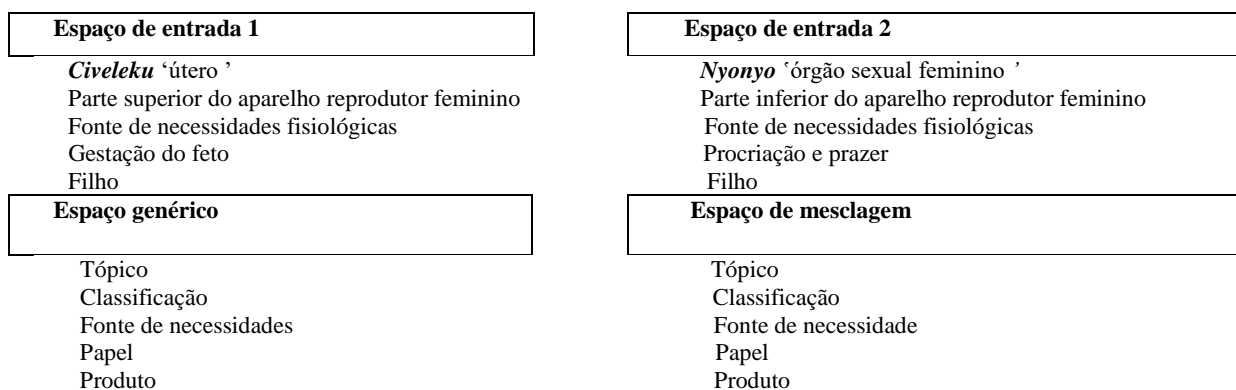 Espaço de entrada 1
Civeleku ‘útero ’
Parte superior do aparelho reprodutor feminino
Fonte de necessidades fisiológicas
Gestação do feto
Filho
Espaço de entrada 2
Nyonyo ‛órgão sexual feminino ’
Parte inferior do aparelho reprodutor feminino
Fonte de necessidades fisiológicas
Procriação e prazer
Filho
Espaço genérico
Tópico
Classificação
Fonte de necessidades
Papel
Produto
Espaço de mesclagem
Tópico
Classificação
Fonte de necessidade
Papel
Produto